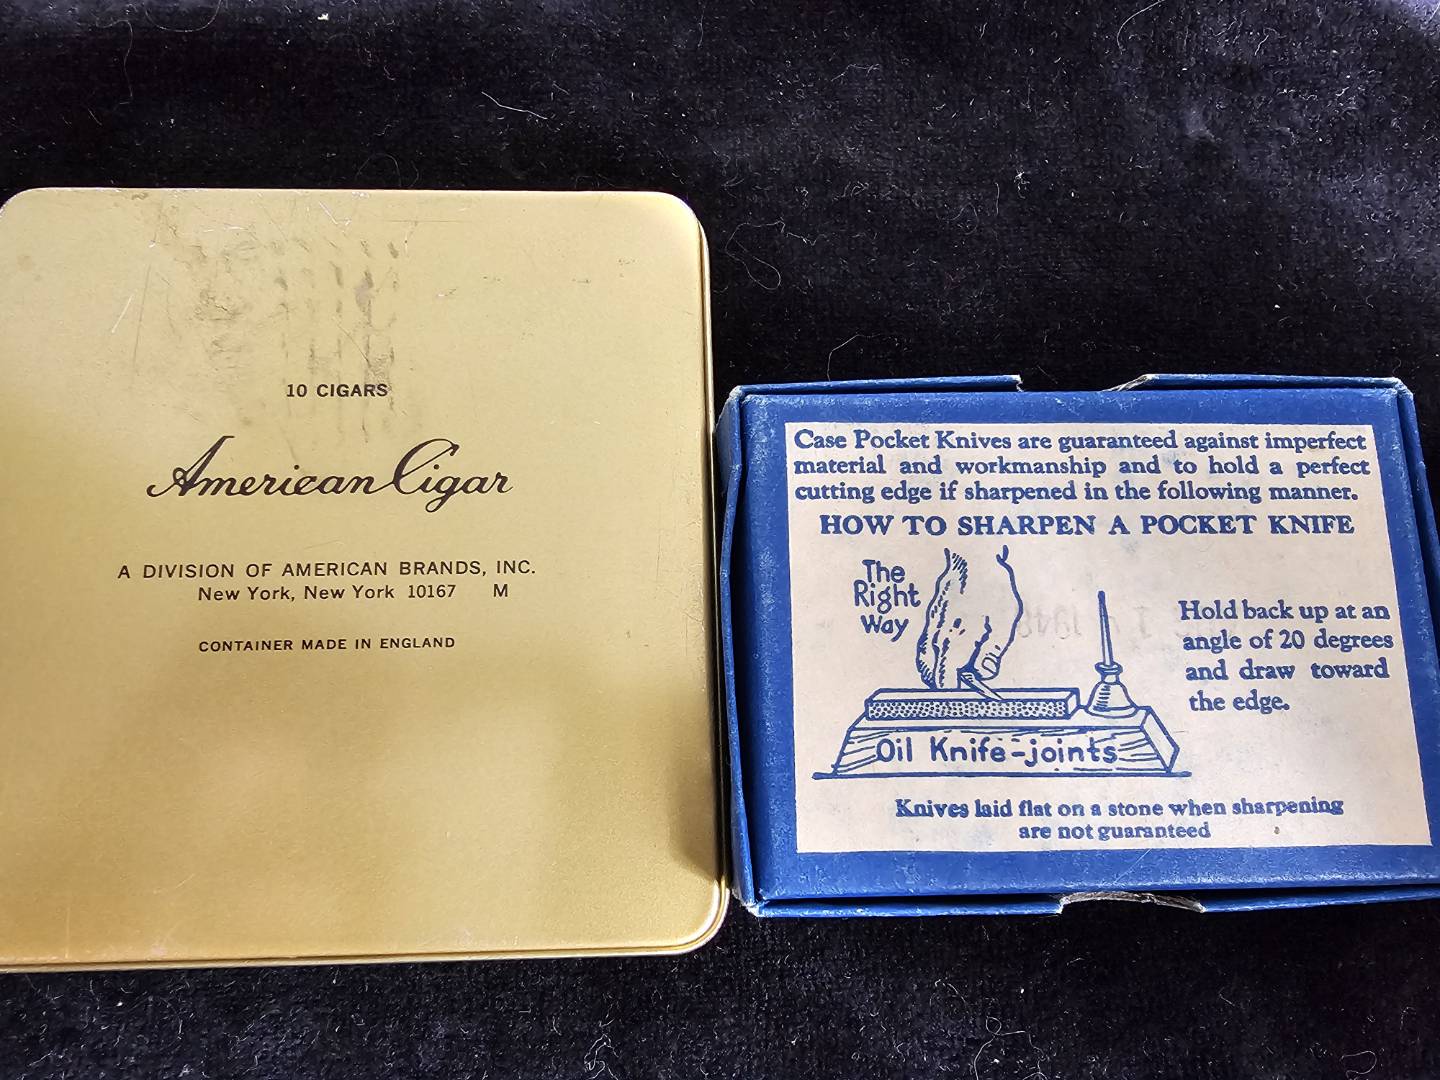 10 CIGARS
American Cigar
A DIVISION OF AMERICAN BRANDS, INC.
New York, New York 10167 M
CONTAINER MADE IN ENGLAND
Case Pocket Knives are guaranteed against imperfect
material and workmanship and to hold a perfect
cutting edge if sharpened in the following manner.
HOW TO SHARPEN A POCKET KNIFE
The
Right
Way
Hold back up at an
angle of 20 degrees
and draw toward
the edge.
Oil Knife-joints
Knives laid flat on a stone when sharpening
are not guaranteed